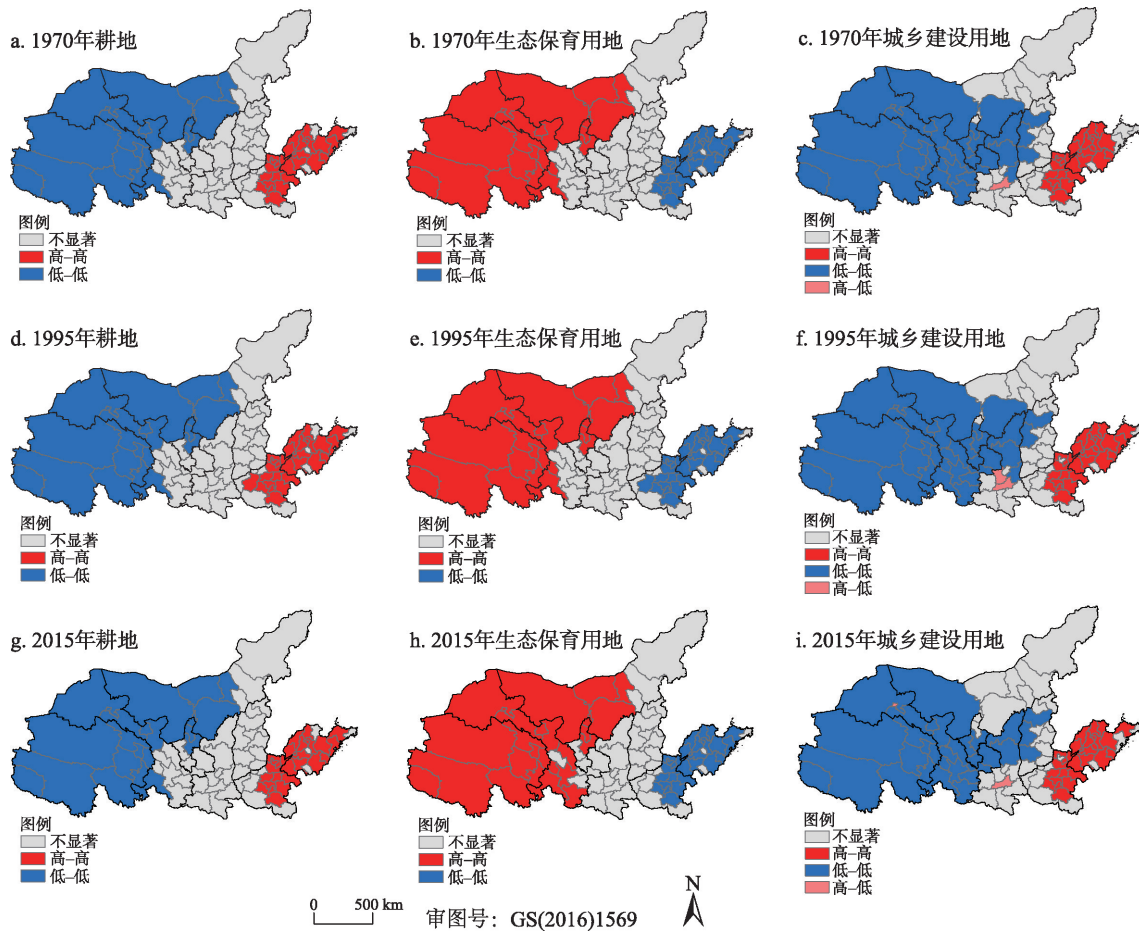 a. 1970年耕地
b. 1970年生态保育用地
c. 1970年城乡建设用地
图例
不显著
高–高
低–低
图例
不显著
高–高
低–低
图例
不显著
高–高
低–低
高–低
d. 1995年耕地
e. 1995年生态保育用地
f. 1995年城乡建设用地
图例
不显著
高–高
低–低
图例
不显著
高–高
低–低
图例
不显著
高–高
低–低
高–低
g. 2015年耕地
h. 2015年生态保育用地
i. 2015年城乡建设用地
图例
不显著
高–高
低–低
图例
不显著
高–高
低–低
图例
不显著
高–高
低–低
高–低
0 500 km
审图号：GS(2016)1569
N